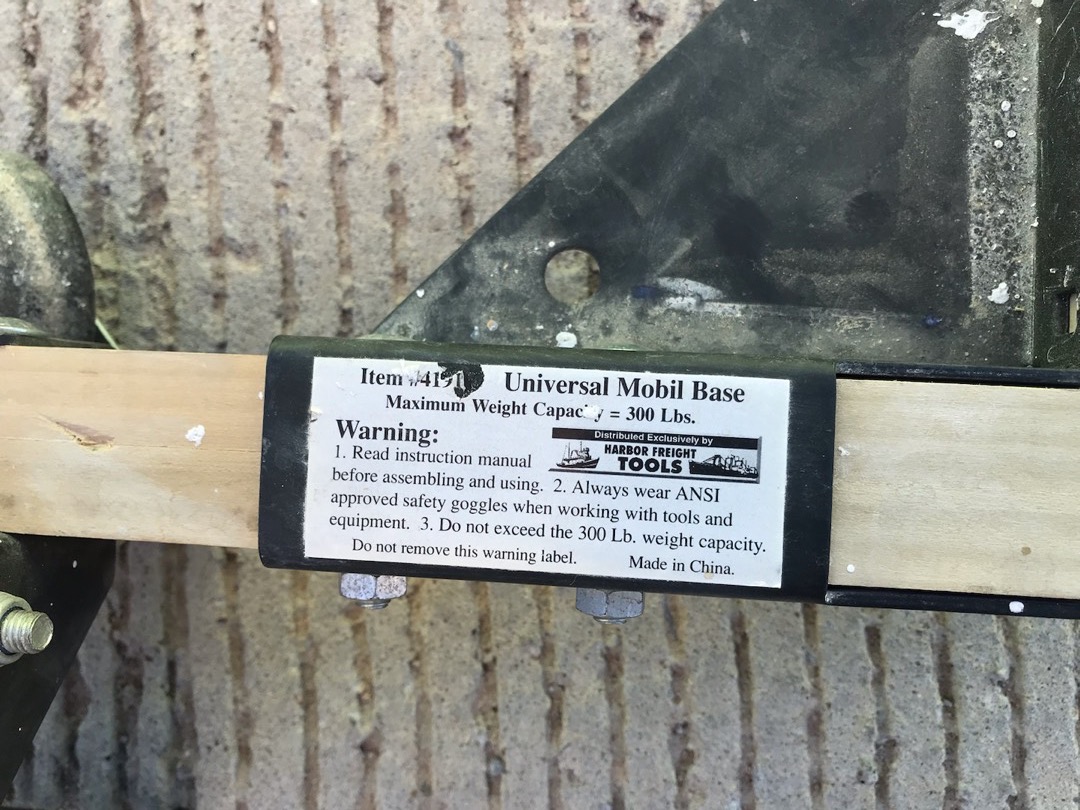 Item #4191 Universal Mobil Base
Maximum Weight Capac y = 300 Lbs.
Warning:
Distributed Exclusively by
HARBOR FREIGHT
TOOLS
1. Read instruction manual
before assembling and using. 2. Always wear ANSI
approved safety goggles when working with tools and
equipment. 3. Do not exceed the 300 Lb. weight capacity.
Do not remove this warning label. Made in China.